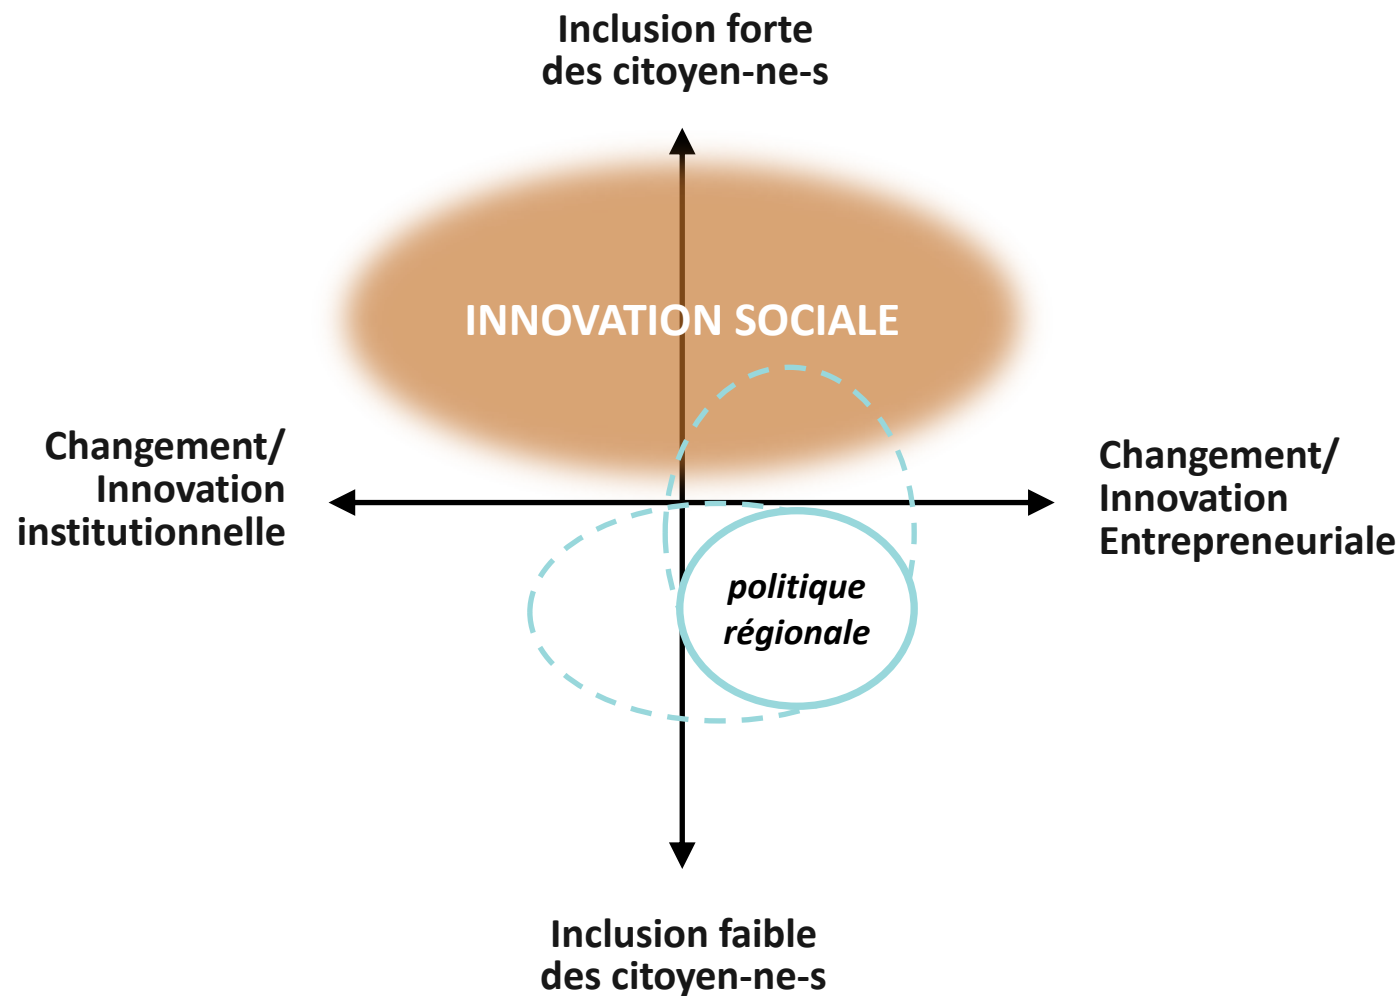 Inclusion forte
des citoyen-ne-s
INNOVATION SOCIALE
Changement/
Innovation
institutionnelle
Changement/
Innovation
Entrepreneuriale
politique
régionale
Inclusion faible
des citoyen-ne-s